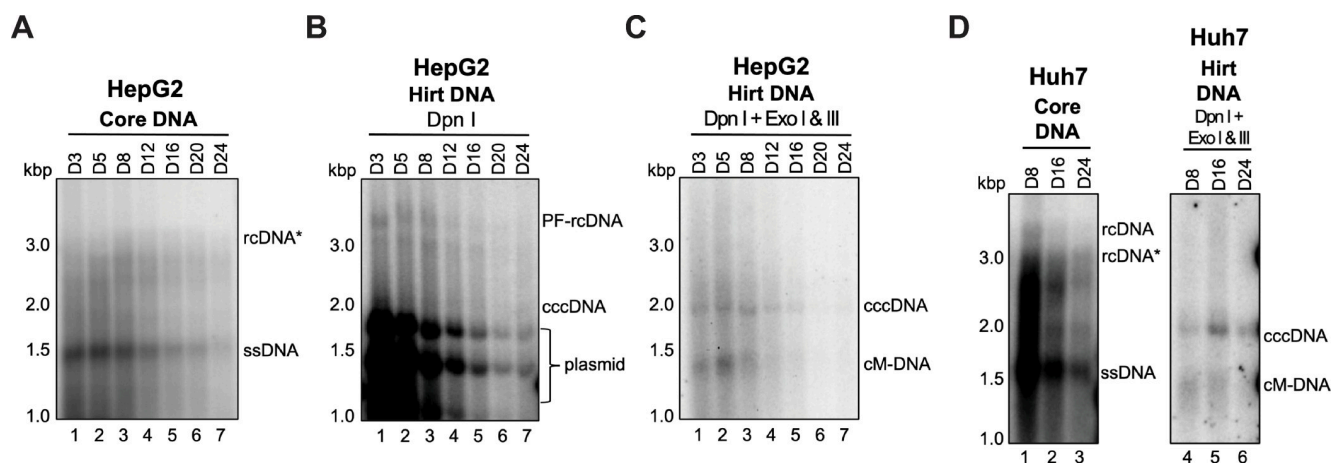 A
HepG2
Core DNA
D3 D5 D8 D12 D16 D20 D24
kbp
3.0
2.0
1.5
1.0
rcDNA*
ssDNA
1 2 3 4 5 6 7
B
HepG2
Hirt DNA
Dpn I
D3 D5 D8 D12 D16 D20 D24
kbp
3.0
2.0
1.5
1.0
PF-rcDNA
cccDNA
plasmid
1 2 3 4 5 6 7
C
HepG2
Hirt DNA
Dpn I + Exo I & III
D3 D5 D8 D12 D16 D20 D24
kbp
3.0
2.0
1.5
1.0
cccDNA
cM-DNA
1 2 3 4 5 6 7
D
Huh7
Core
DNA
D8 D16 D24
kbp
3.0
2.0
1.5
1.0
rcDNA
rcDNA*
ssDNA
1 2 3
Huh7
Hirt
DNA
Dpn I +
Exo I & III
D8 D16 D24
cccDNA
cM-DNA
4 5 6